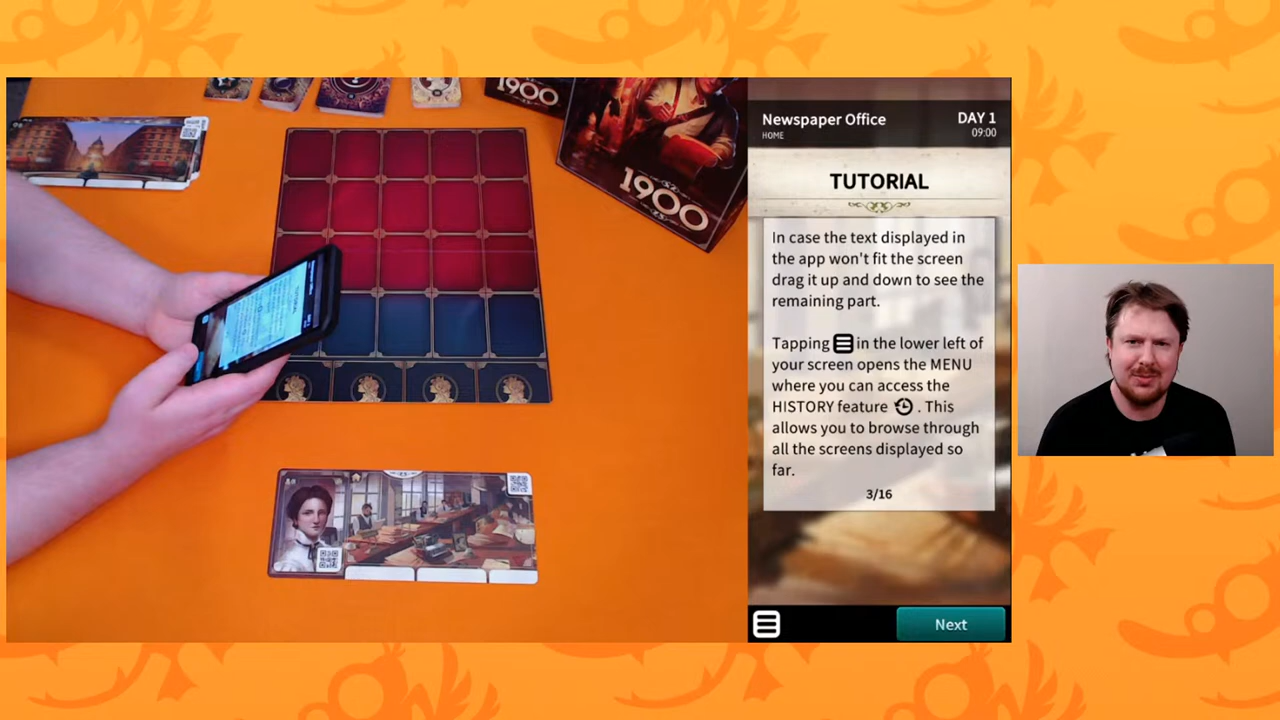 1900
1900
Newspaper Office
HOME
DAY 1
09:00
TUTORIAL
In case the text displayed in
the app won't fit the screen
drag it up and down to see the
remaining part.
Tapping in the lower left of
your screen opens the MENU
where you can access the
HISTORY feature . This
allows you to browse through
all the screens displayed so
far.
3/16
Next